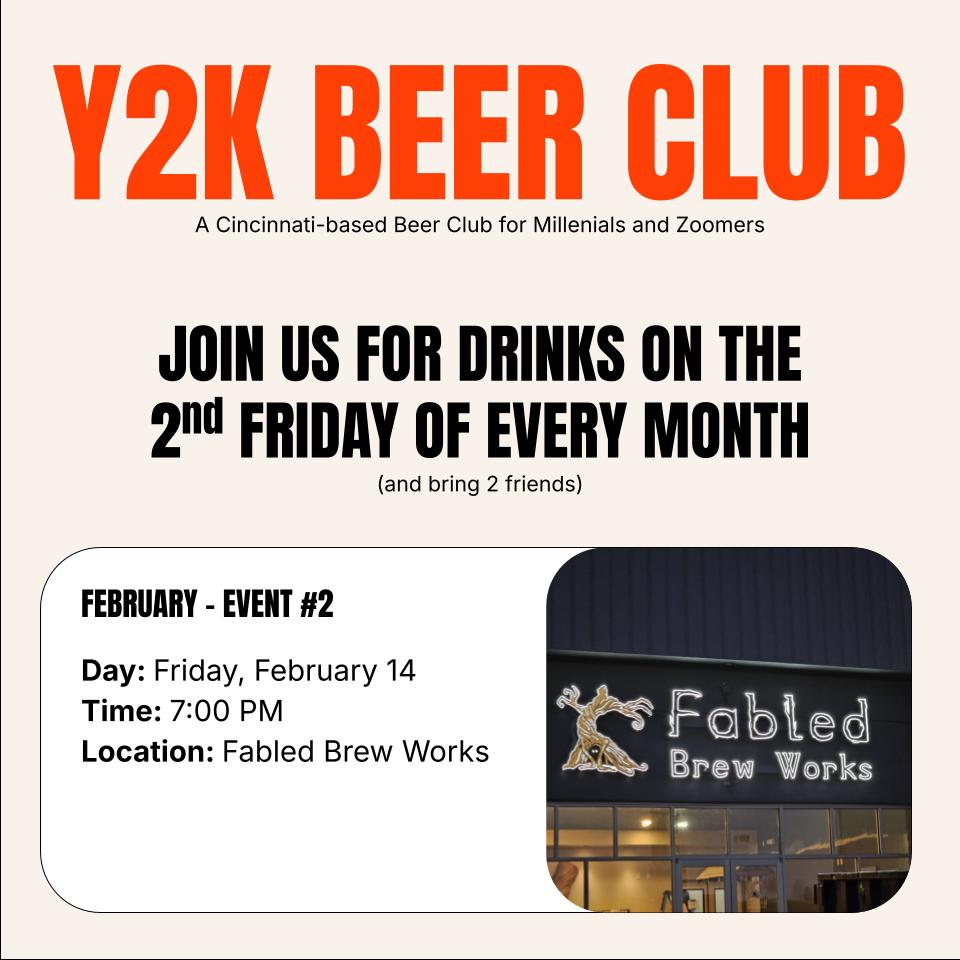 Y2K BEER CLUB
A Cincinnati-based Beer Club for Millenials and Zoomers
JOIN US FOR DRINKS ON THE
2nd FRIDAY OF EVERY MONTH
(and bring 2 friends)
FEBRUARY - EVENT #2
Day: Friday, February 14
Time: 7:00 PM
Location: Fabled Brew Works
Fabled
Brew Works